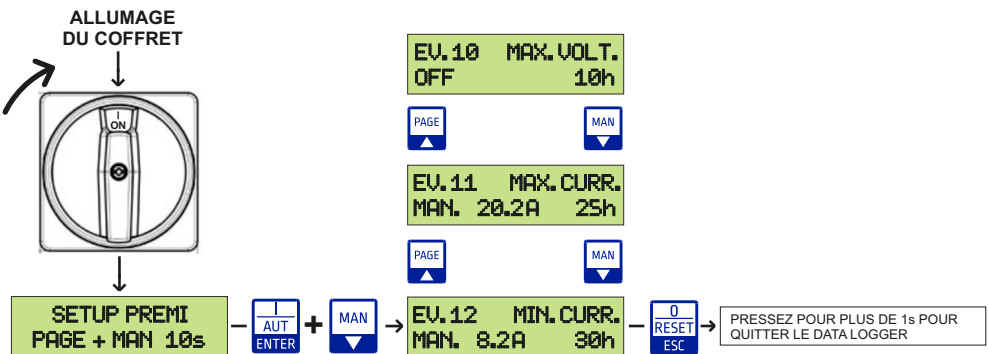 ALLUMAGE
DU COFFRET
I
ON
SETUP PREMI
PAGE + MAN 10s
I
AUT
ENTER
+
MAN
EV.10 MAX.VOLT.
OFF 10h
PAGE
MAN
EV.11 MAX.CURR.
MAN. 20.2A 25h
PAGE
MAN
EV.12 MIN.CURR.
MAN. 8.2A 30h
0
RESET
ESC
PRESSEZ POUR PLUS DE 1s POUR
QUITTER LE DATA LOGGER